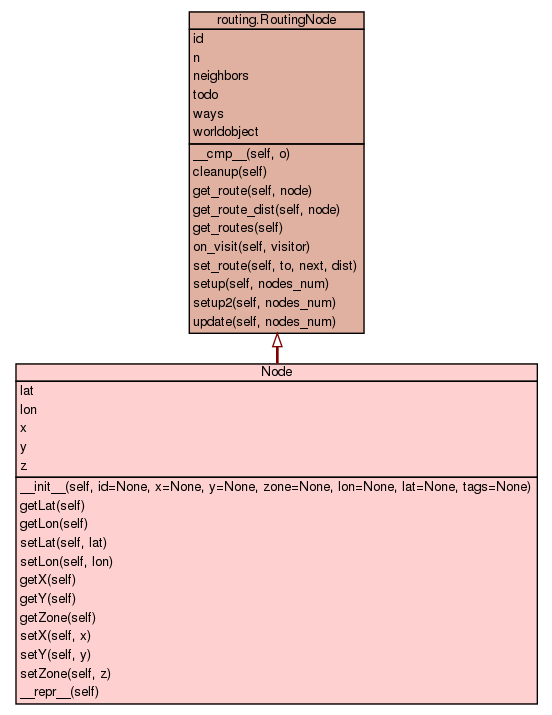 routing.RoutingNode
id
n
neighbors
todo
ways
worldobject
__cmp__(self, o)
cleanup(self)
get_route(self, node)
get_route_dist(self, node)
get_routes(self)
on_visit(self, visitor)
set_route(self, to, next, dist)
setup(self, nodes_num)
setup2(self, nodes_num)
update(self, nodes_num)
Node
lat
lon
x
y
z
__init__(self, id=None, x=None, y=None, zone=None, lon=None, lat=None, tags=None)
getLat(self)
getLon(self)
setLat(self, lat)
setLon(self, lon)
getX(self)
getY(self)
getZone(self)
setX(self, x)
setY(self, y)
setZone(self, z)
__repr__(self)